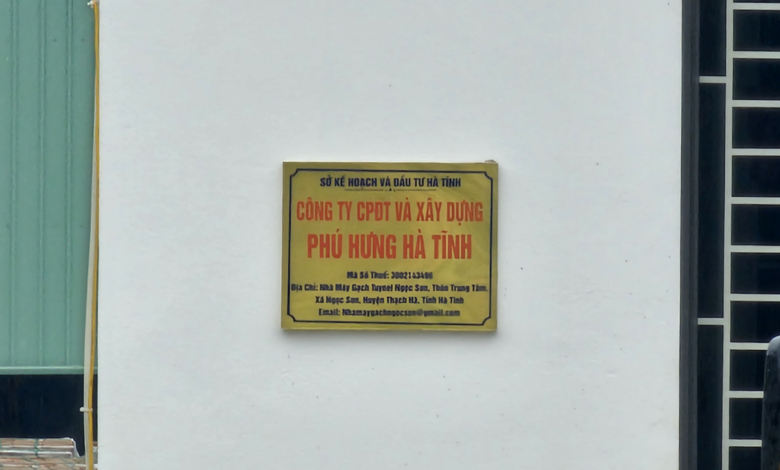 SỞ KẾ HOẠCH VÀ ĐẦU TƯ HÀ TĨNH
CÔNG TY CPĐT VÀ XÂY DỰNG
PHÚ HƯNG HÀ TĨNH
Mã Số Thuế: 3002143496
Địa Chỉ: Nhà Máy Gạch Tuynel Ngọc Sơn, Thôn Trung Tâm,
Xã Ngọc Sơn, Huyện Thạch Hà, Tỉnh Hà Tĩnh
Email: Nhamaygachngocson@gmail.com